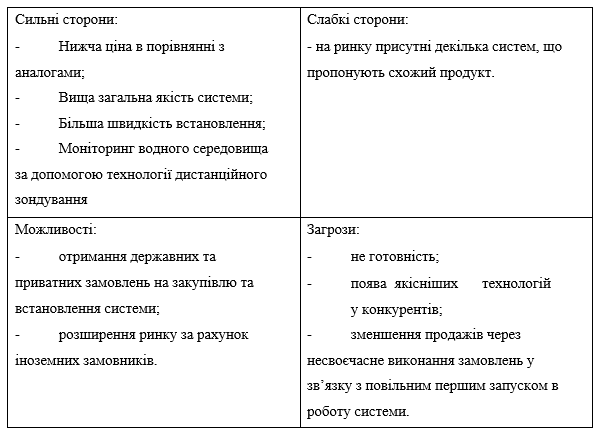 Сильні сторони:
- Нижча ціна в порівнянні з
аналогами;
- Вища загальна якість системи;
- Більша швидкість встановлення;
- Моніторинг водного середовища
за допомогою технології дистанційного
зондування
Слабкі сторони:
- на ринку присутні декілька систем, що
пропонують схожий продукт.
Можливості:
- отримання державних та
приватних замовлень на закупівлю та
встановлення системи;
- розширення ринку за рахунок
іноземних замовників.
Загрози:
- не готовність;
- поява якісніших технологій
у конкурентів;
- зменшення продажів через
несвоєчасне виконання замовлень у
зв’язку з повільним першим запуском в
роботу системи.